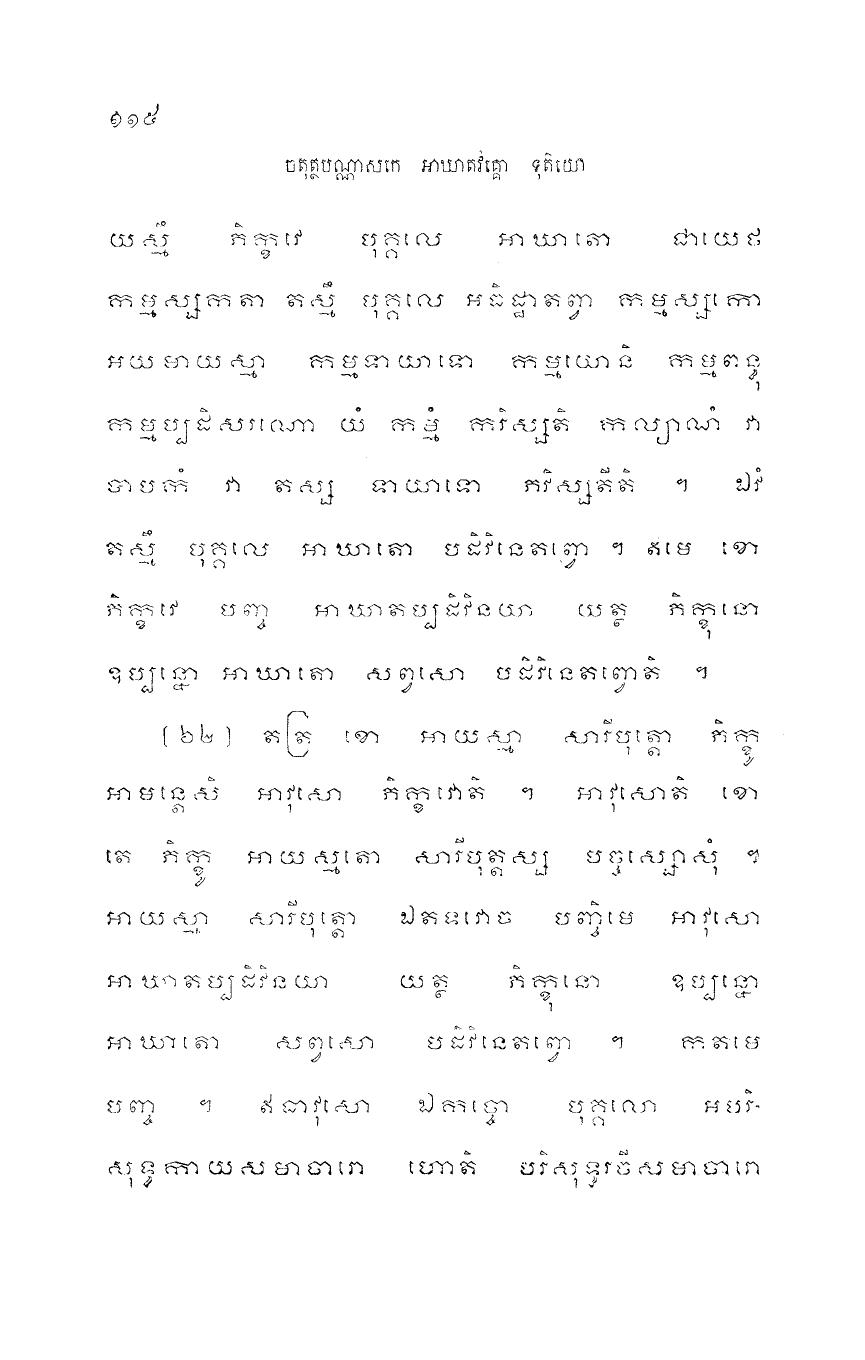 ១១៥
ចតុត្ថបណ្ណាសកេ អាឃាតវគ្គោ ទុតិយោ
យស្មឹ ភិក្ខវេ បុគ្គលេ អាឃាតោ ជាយេថ
កម្មស្សកតា តស្មឹ បុគ្គលេ អធិដ្ឋាតព្វា កម្មស្សកោ
អយមាយស្មា កម្មទាយាទោ កម្មយោនិ កម្មពន្ធុ
កម្មប្បដិសរណោ យំ កម្មំ ករិស្សតិ កល្យាណំ វា
បាបកំ វា តស្ស ទាយាទោ ភវិស្សតីតិ ។ ឯវំ
តស្មឹ បុគ្គលេ អាឃាតោ បដិវិនេតព្វោ ។ ឥមេ ខោ
ភិក្ខវេ បញ្ច អាឃាតប្បដិវិនយា យត្ថ ភិក្ខុនោ
ឧប្បន្នោ អាឃាតោ សព្វសោ បដិវិនេតព្វោតិ ។
(៦២) តត្រ ខោ អាយស្មា សារីបុត្តោ ភិក្ខូ
អាមន្តេសិ អាវុសោ ភិក្ខវោតិ ។ អាវុសោតិ ខោ
តេ ភិក្ខូ អាយស្មតោ សារីបុត្តស្ស បច្ចស្សោសុំ ។
អាយស្មា សារីបុត្តោ ឯតទវោច បញ្ចិមេ អាវុសោ
អាឃាតប្បដិវិនយា យត្ថ ភិក្ខុនោ ឧប្បន្នោ
អាឃាតោ សព្វសោ បដិវិនេតព្វោ ។ កតមេ
បញ្ច ។ ឥធាវុសោ ឯកច្ចោ បុគ្គលោ អបរិ-
សុទ្ធកាយសមាចារោ ហោតិ បរិសុទ្ធវចីសមាចារោ